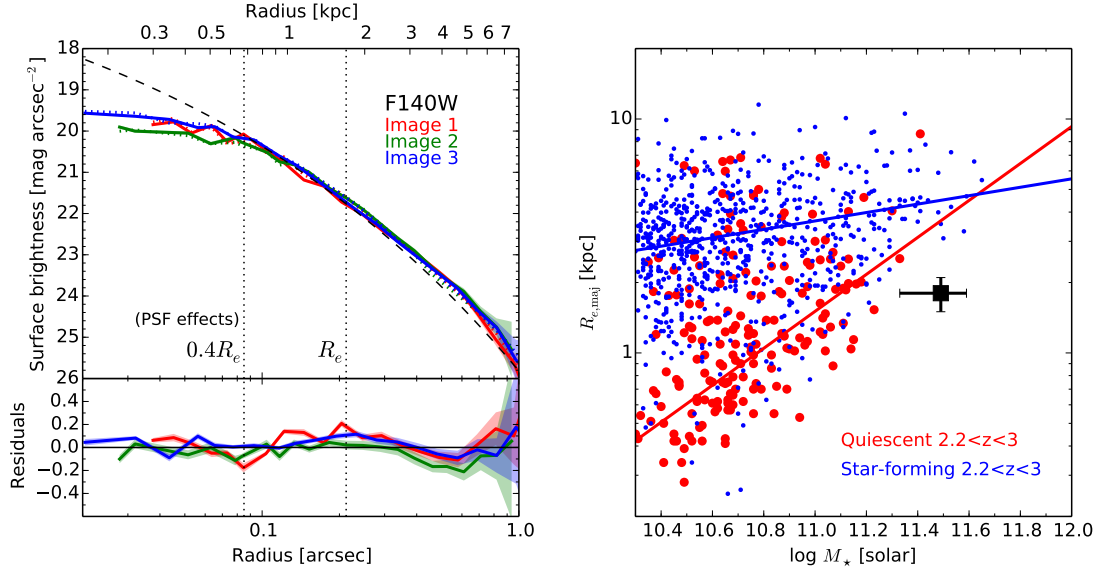 Radius [kpc]
0.3 0.5 1 2 3 4 5 6 7
18
19
20
21
22
23
24
25
26
Surface brightness [mag arcsec⁻²]
F140W
Image 1
Image 2
Image 3
(PSF effects)
0.4Rₑ
Rₑ
0.4
0.2
0.0
−0.2
−0.4
Residuals
0.1 1.0
Radius [arcsec]
10
1
R_{e,maj} [kpc]
Quiescent 2.2<z<3
Star-forming 2.2<z<3
10.4 10.6 10.8 11.0 11.2 11.4 11.6 11.8 12.0
log M⋆ [solar]